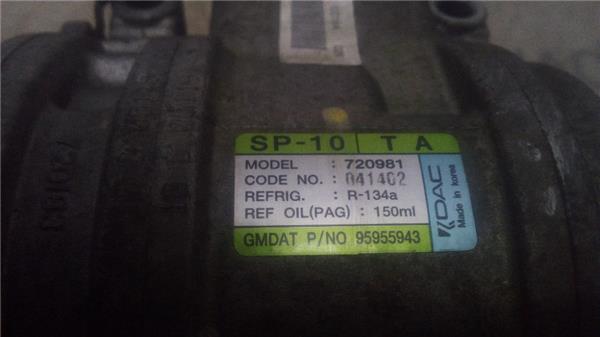 SP-10 TA
MODEL : 720981
CODE NO. : 041402
REFRIG. : R-134a
REF OIL(PAG) : 150ml
GMDAT P/NO 95955943
DAC
Made in korea